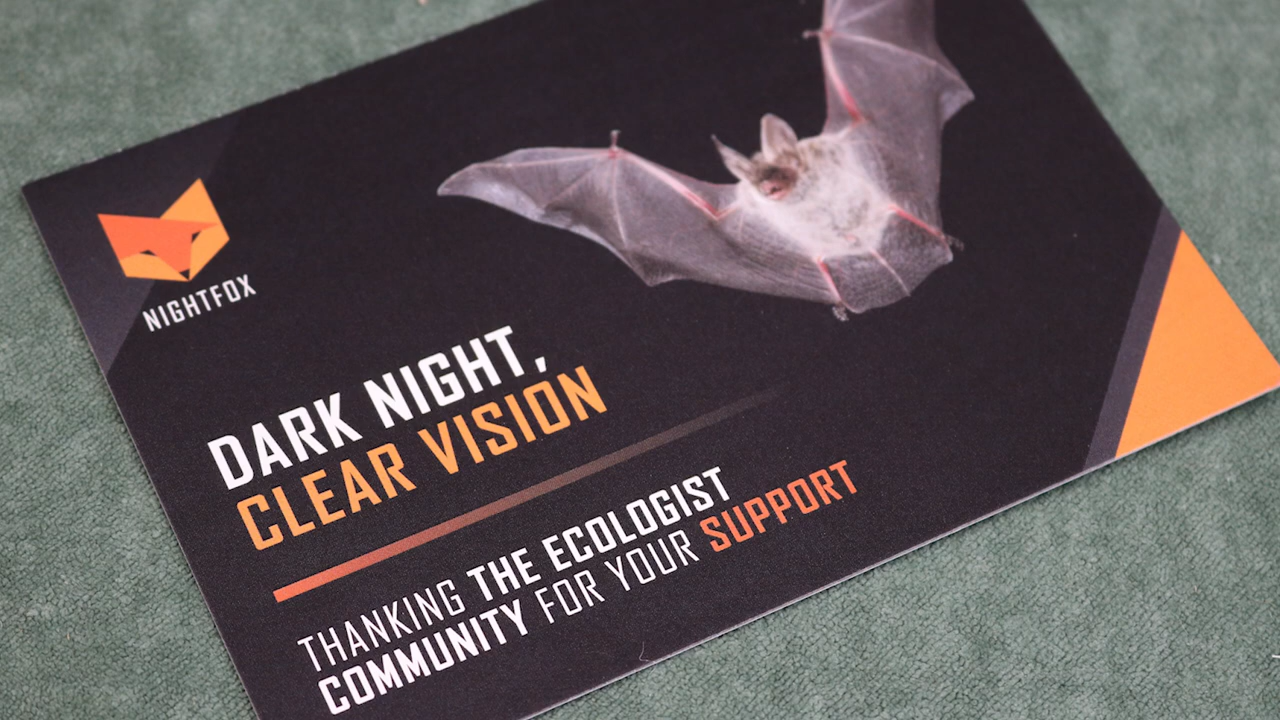 NIGHTFOX
DARK NIGHT,
CLEAR VISION
THANKING THE ECOLOGIST
COMMUNITY FOR YOUR SUPPORT